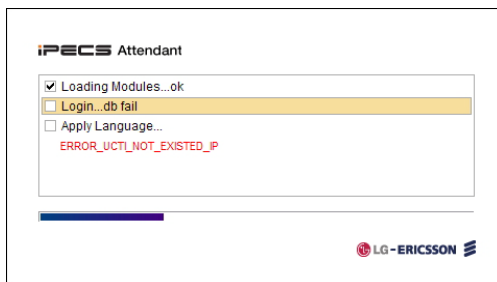 iPECS Attendant
Loading Modules...ok
Login...db fail
Apply Language...
ERROR_UCTI_NOT_EXISTED_IP
LG-ERICSSON